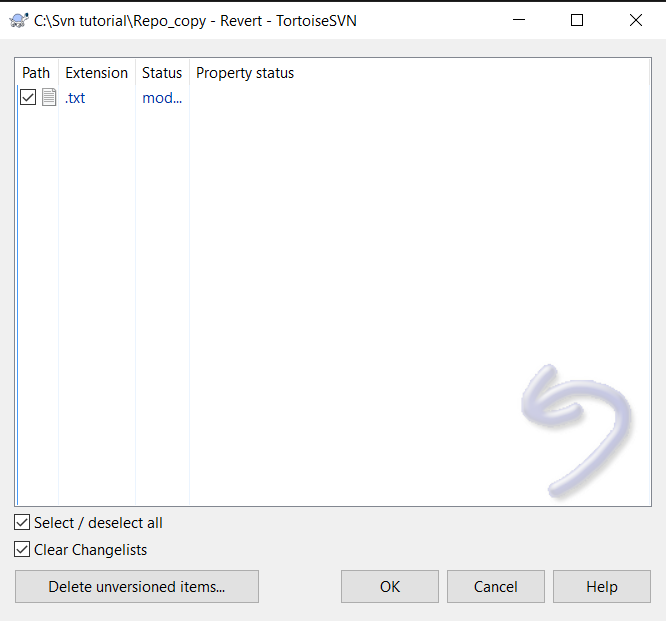 C:\Svn tutorial\Repo_copy - Revert - TortoiseSVN
Path Extension Status Property status
.txt mod...
Select / deselect all
Clear Changelists
Delete unversioned items... OK Cancel Help